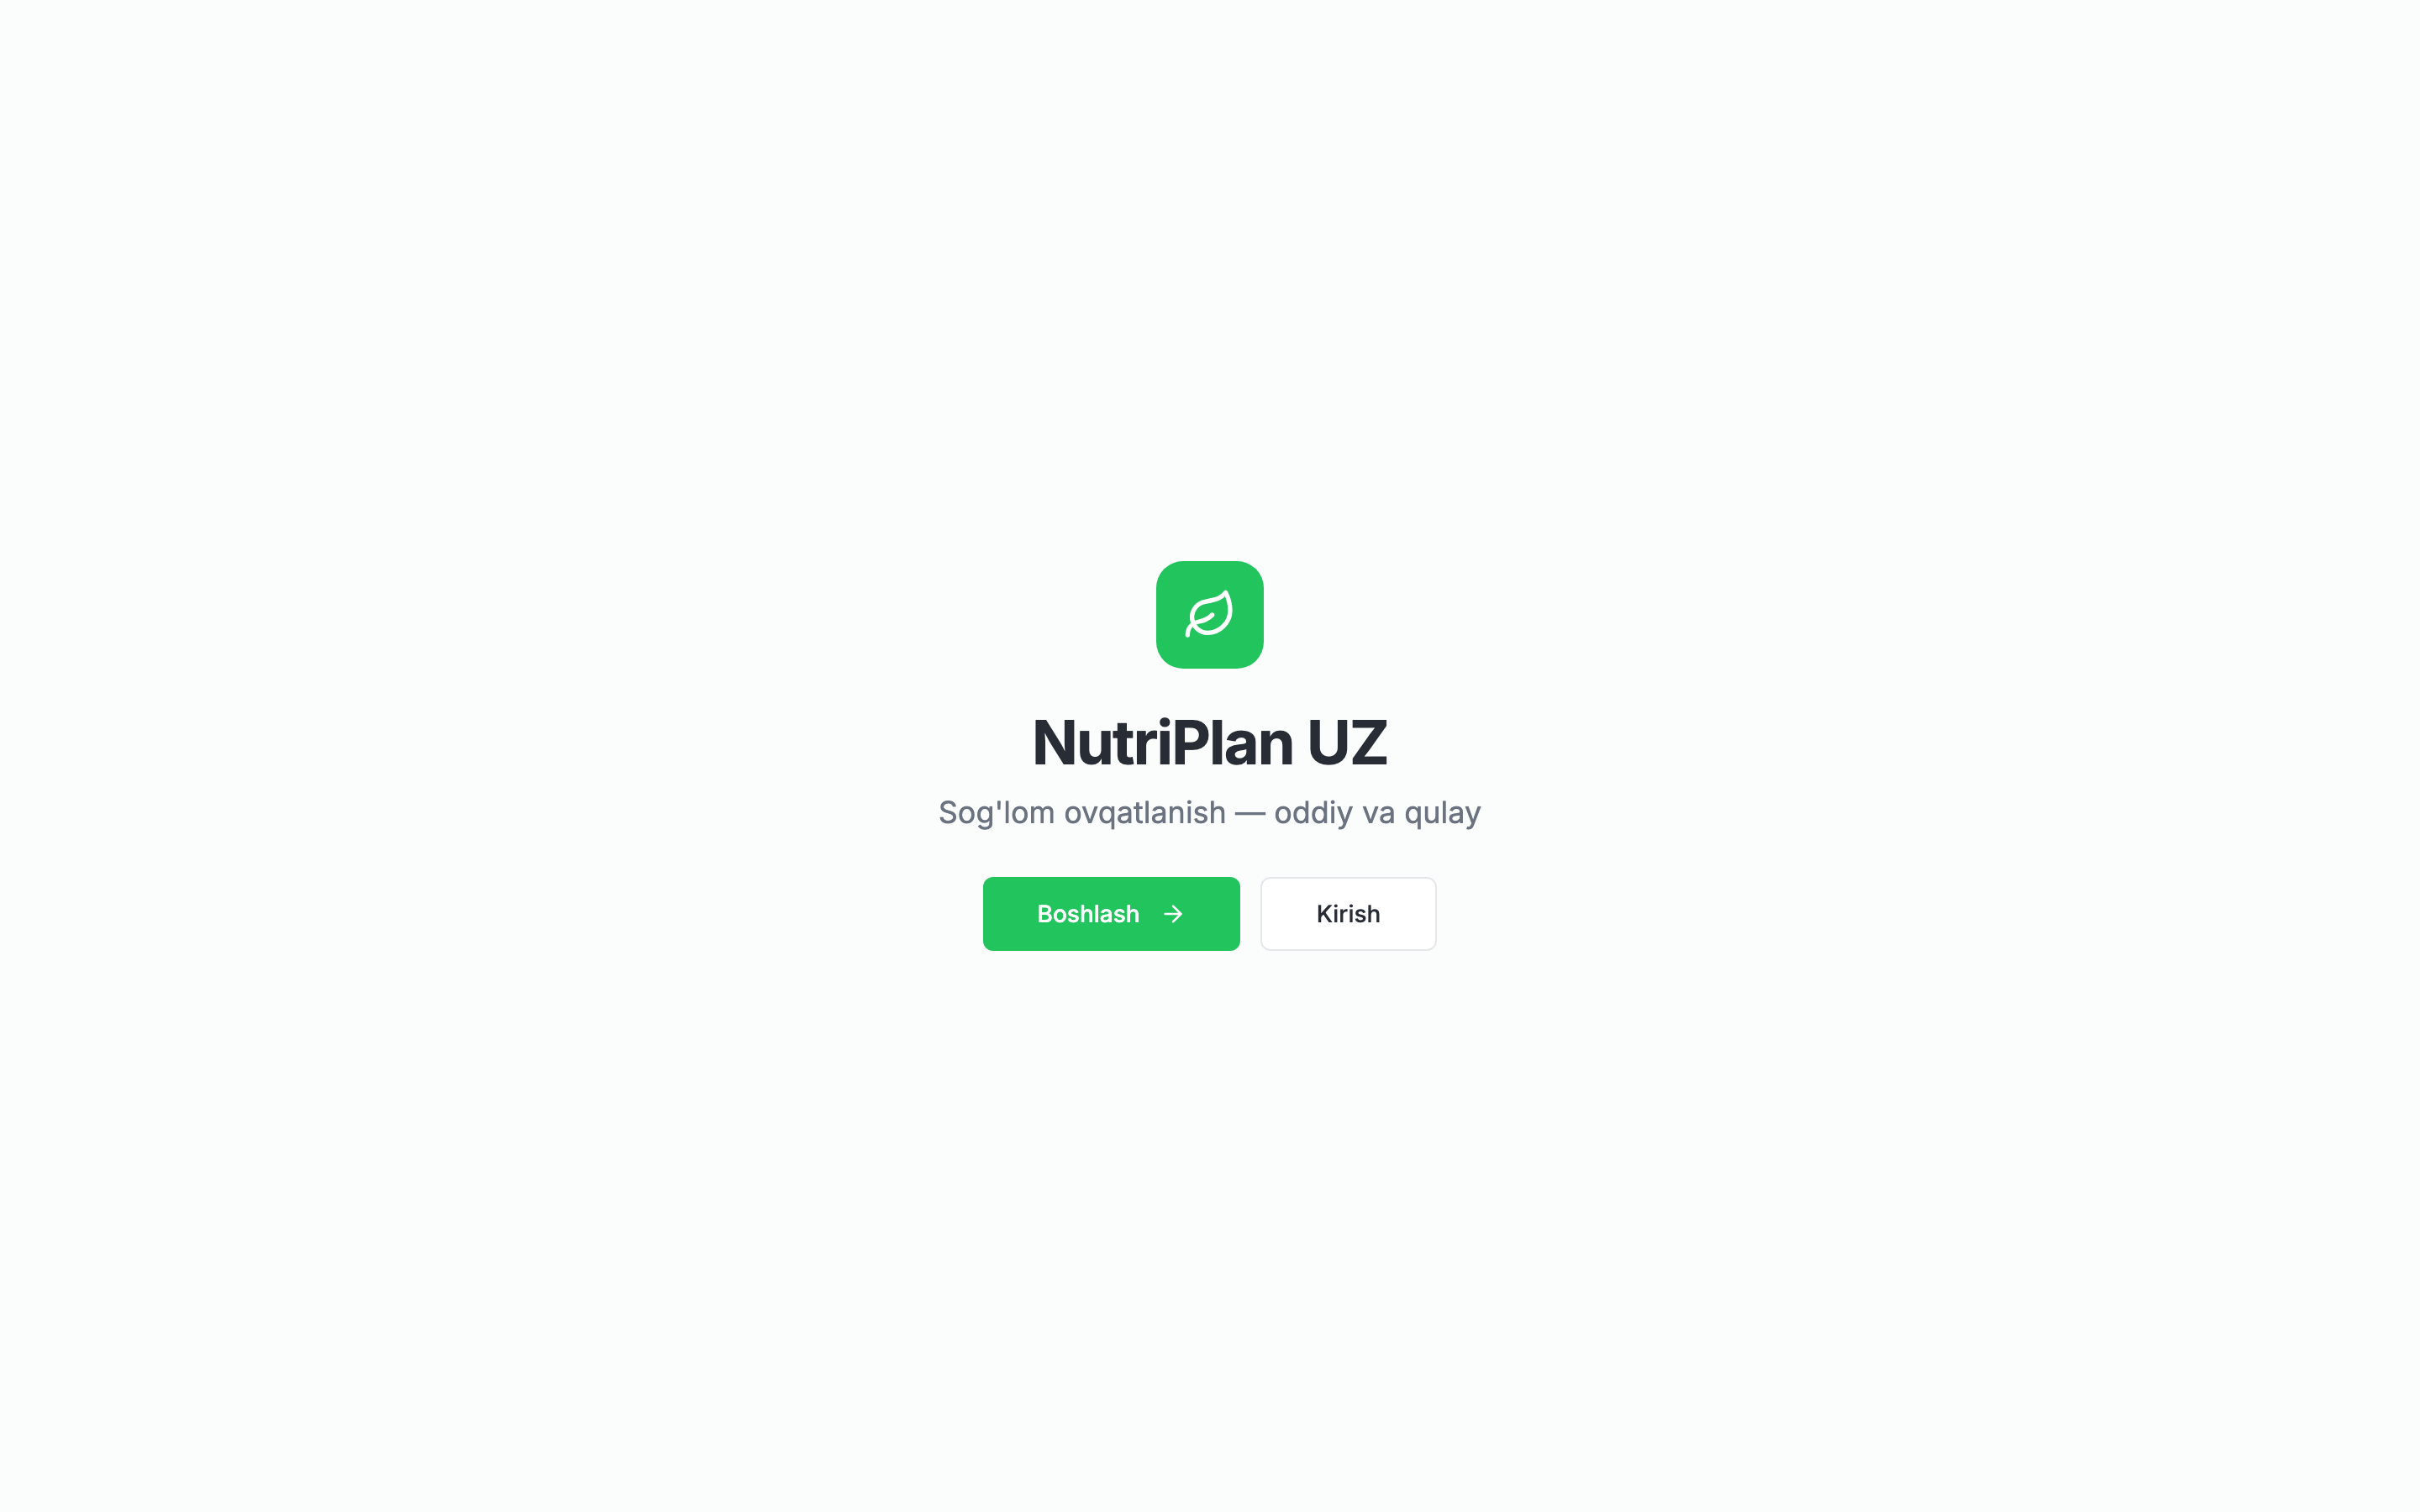 NutriPlan UZ
Sog'lom ovqatlanish — oddiy va qulay
Boshlash
Kirish